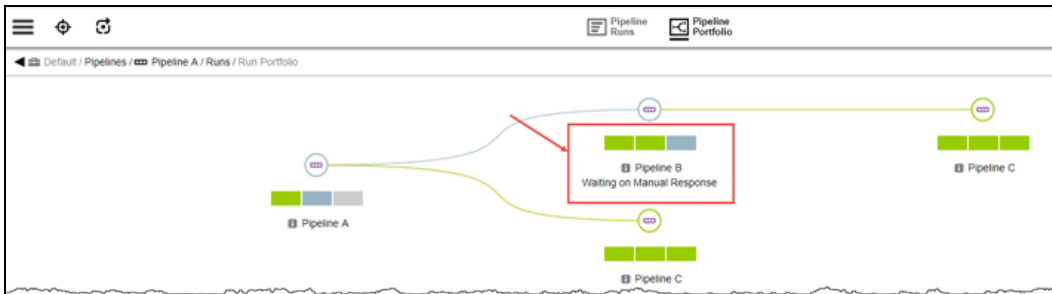 Pipeline
Runs
Pipeline
Portfolio
Default / Pipelines / Pipeline A / Runs / Run Portfolio
Pipeline B
Waiting on Manual Response
Pipeline C
Pipeline A
Pipeline C